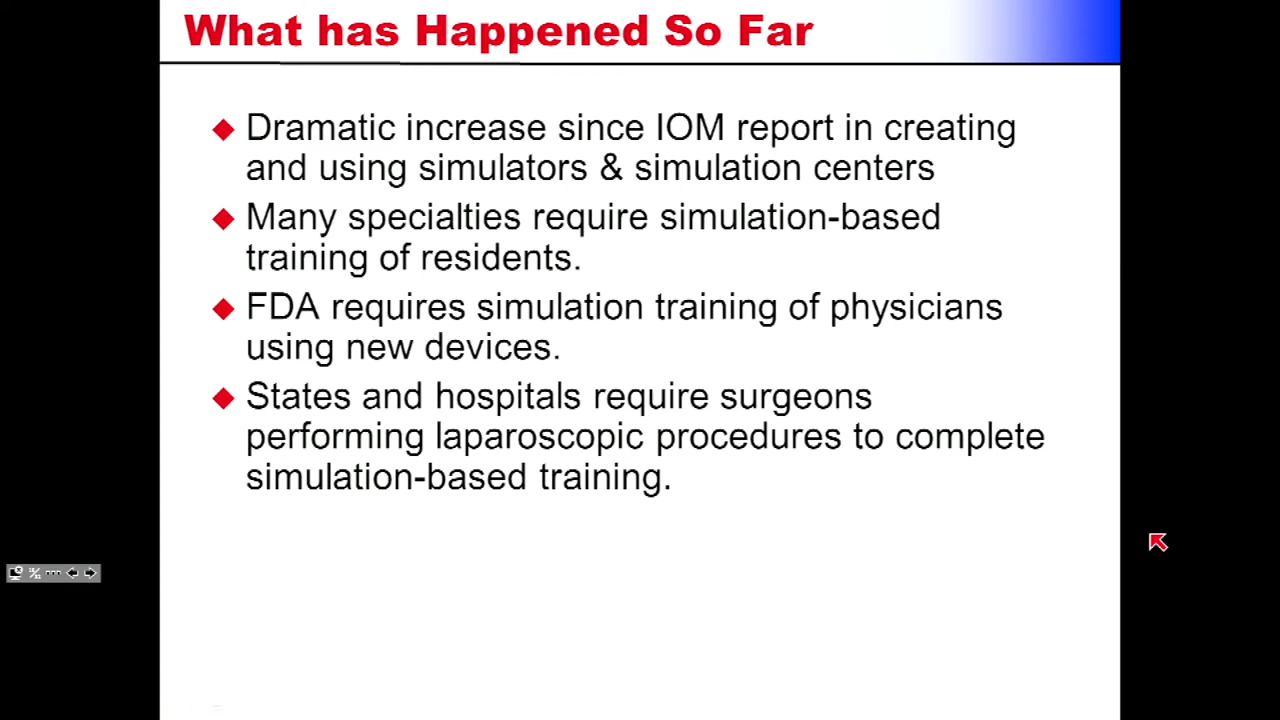 What has Happened So Far
Dramatic increase since IOM report in creating
and using simulators & simulation centers
Many specialties require simulation-based
training of residents.
FDA requires simulation training of physicians
using new devices.
States and hospitals require surgeons
performing laparoscopic procedures to complete
simulation-based training.